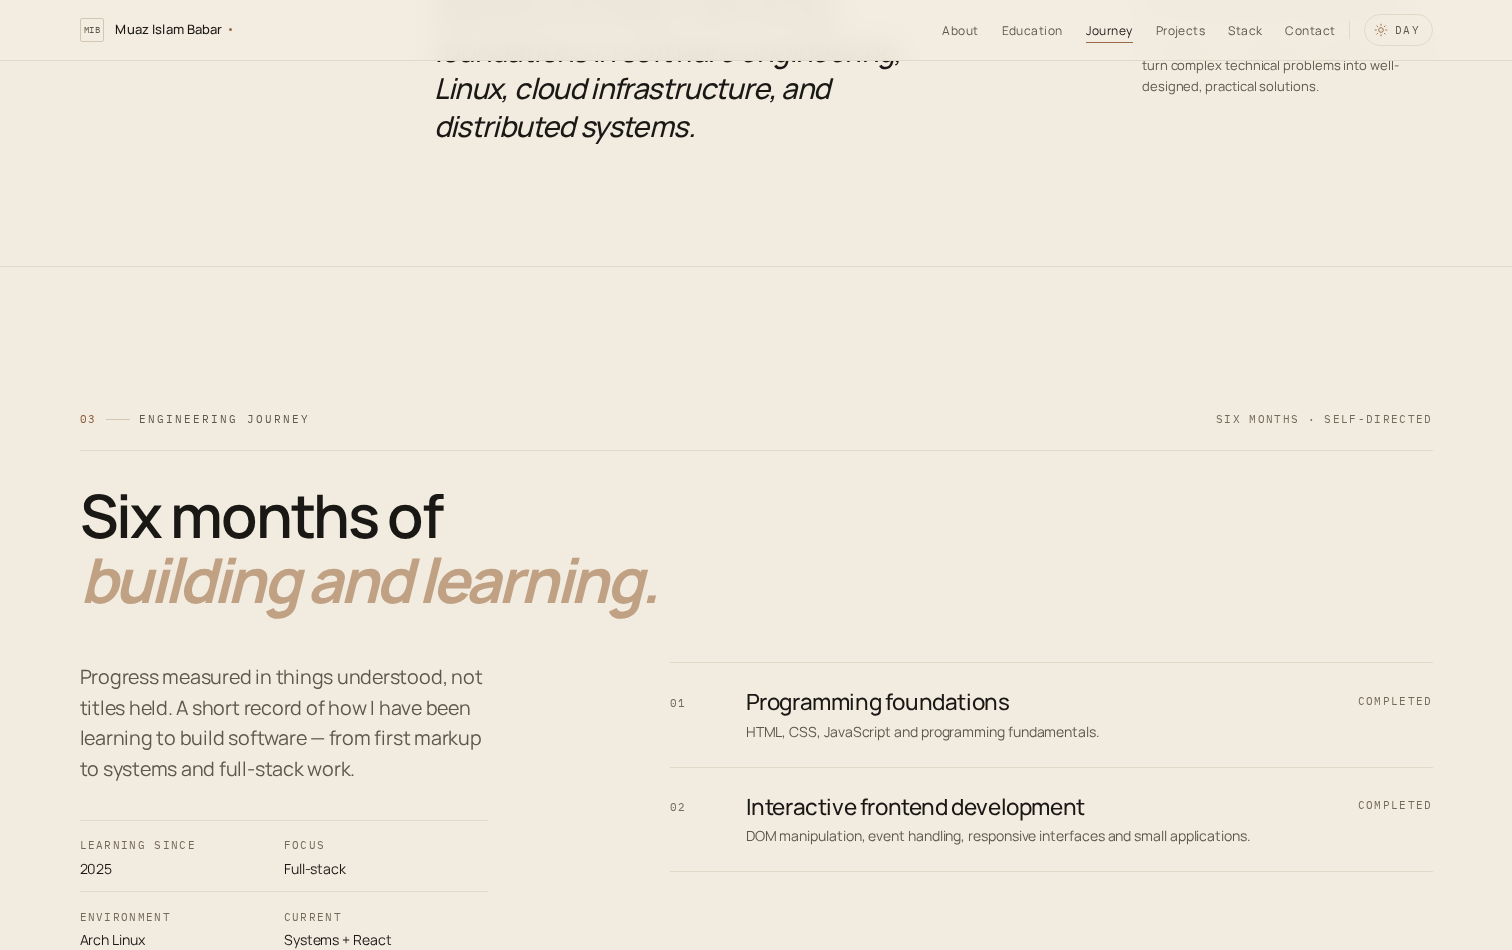 MIB Muaz Islam Babar •
About Education Journey Projects Stack Contact DAY
foundations in software engineering,
Linux, cloud infrastructure, and
distributed systems.
turn complex technical problems into well-
designed, practical solutions.
03 ENGINEERING JOURNEY
SIX MONTHS · SELF-DIRECTED
Six months of
building and learning.
Progress measured in things understood, not
titles held. A short record of how I have been
learning to build software — from first markup
to systems and full-stack work.
LEARNING SINCE
2025
FOCUS
Full-stack
ENVIRONMENT
Arch Linux
CURRENT
Systems + React
01 Programming foundations COMPLETED
HTML, CSS, JavaScript and programming fundamentals.
02 Interactive frontend development COMPLETED
DOM manipulation, event handling, responsive interfaces and small applications.